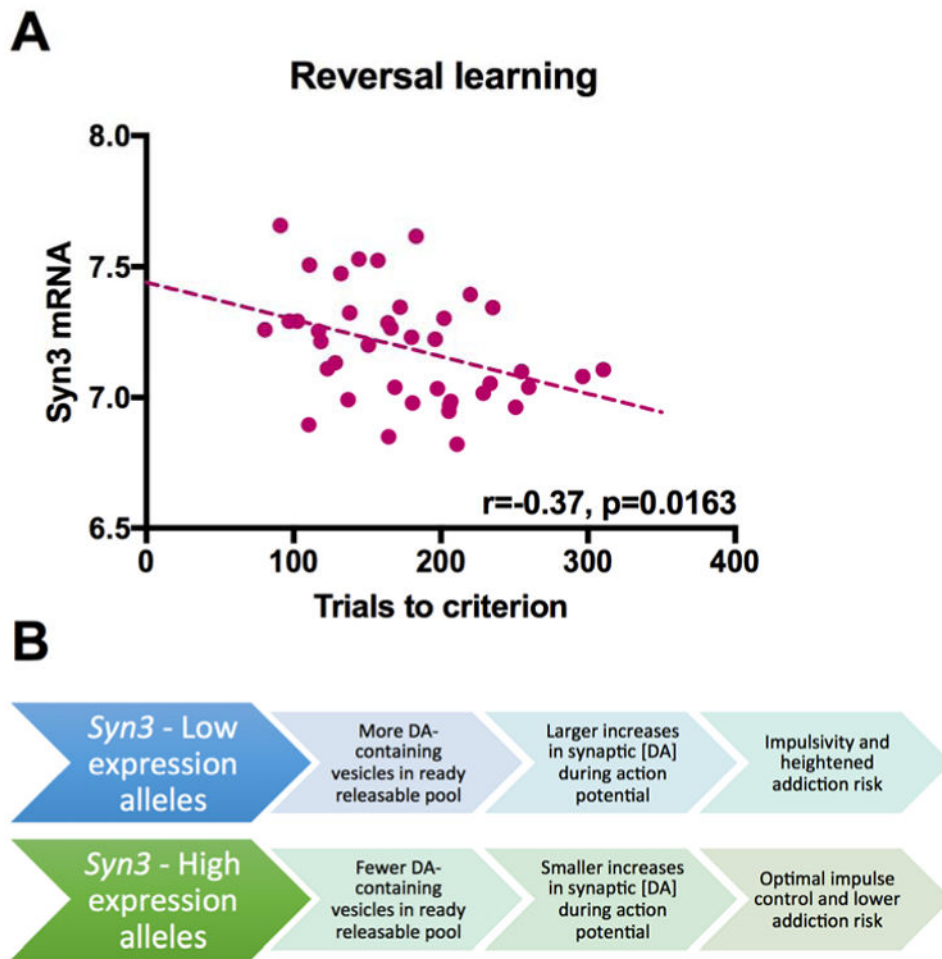 A
Reversal learning
8.0
7.5
7.0
6.5
Syn3 mRNA
r=-0.37, p=0.0163
0
100
200
300
400
Trials to criterion
B
Syn3 - Low
expression
alleles
More DA-
containing
vesicles in ready
releasable pool
Larger increases
in synaptic [DA]
during action
potential
Impulsivity and
heightened
addiction risk
Syn3 - High
expression
alleles
Fewer DA-
containing
vesicles in ready
releasable pool
Smaller increases
in synaptic [DA]
during action
potential
Optimal impulse
control and lower
addiction risk